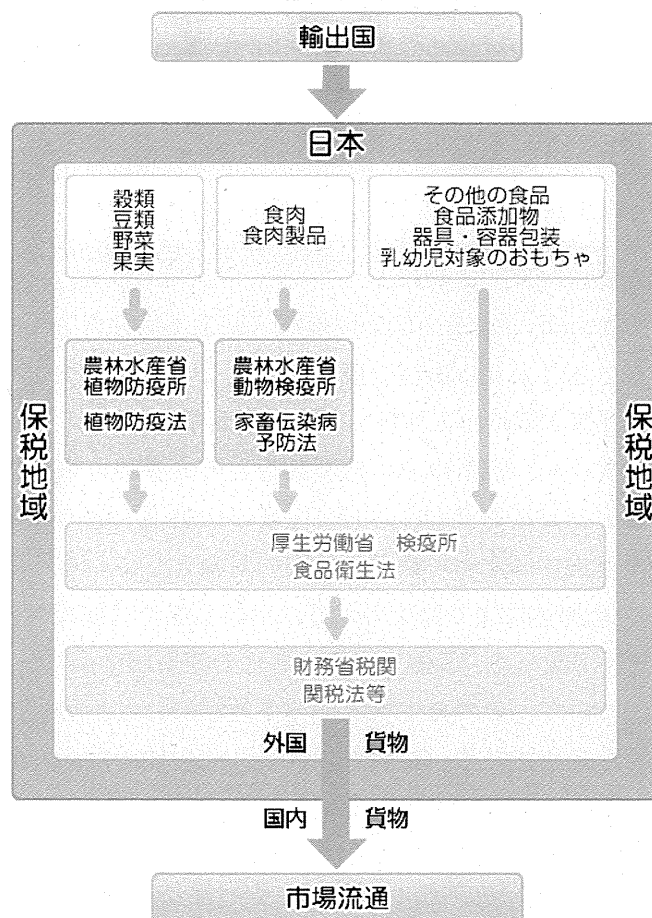 輸出国
日本
穀類
豆類
野菜
果実
食肉
食肉製品
その他の食品
食品添加物
器具・容器包装
乳幼児対象のおもちゃ
農林水産省
植物防疫所
植物防疫法
農林水産省
動物検疫所
家畜伝染病
予防法
保税地域
保税地域
厚生労働省　検疫所
食品衛生法
財務省税関
関税法等
外国　貨物
国内　貨物
市場流通